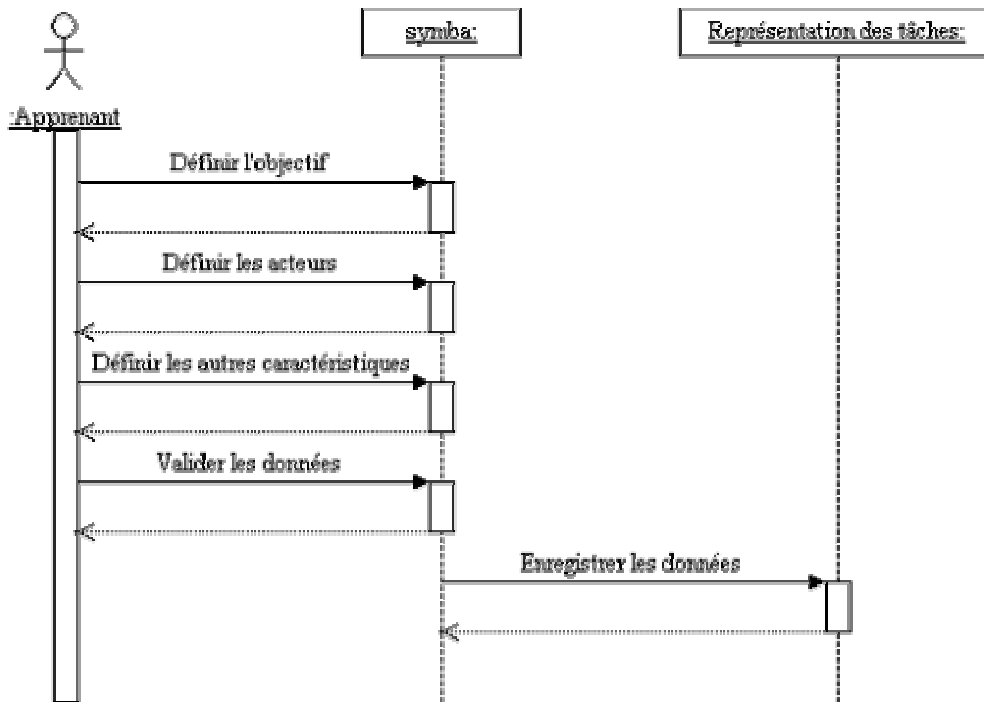 symba:
Représentation des tâches:
:Apprenant
Définir l'objectif
Définir les acteurs
Définir les autres caractéristiques
Valider les données
Enregistrer les données